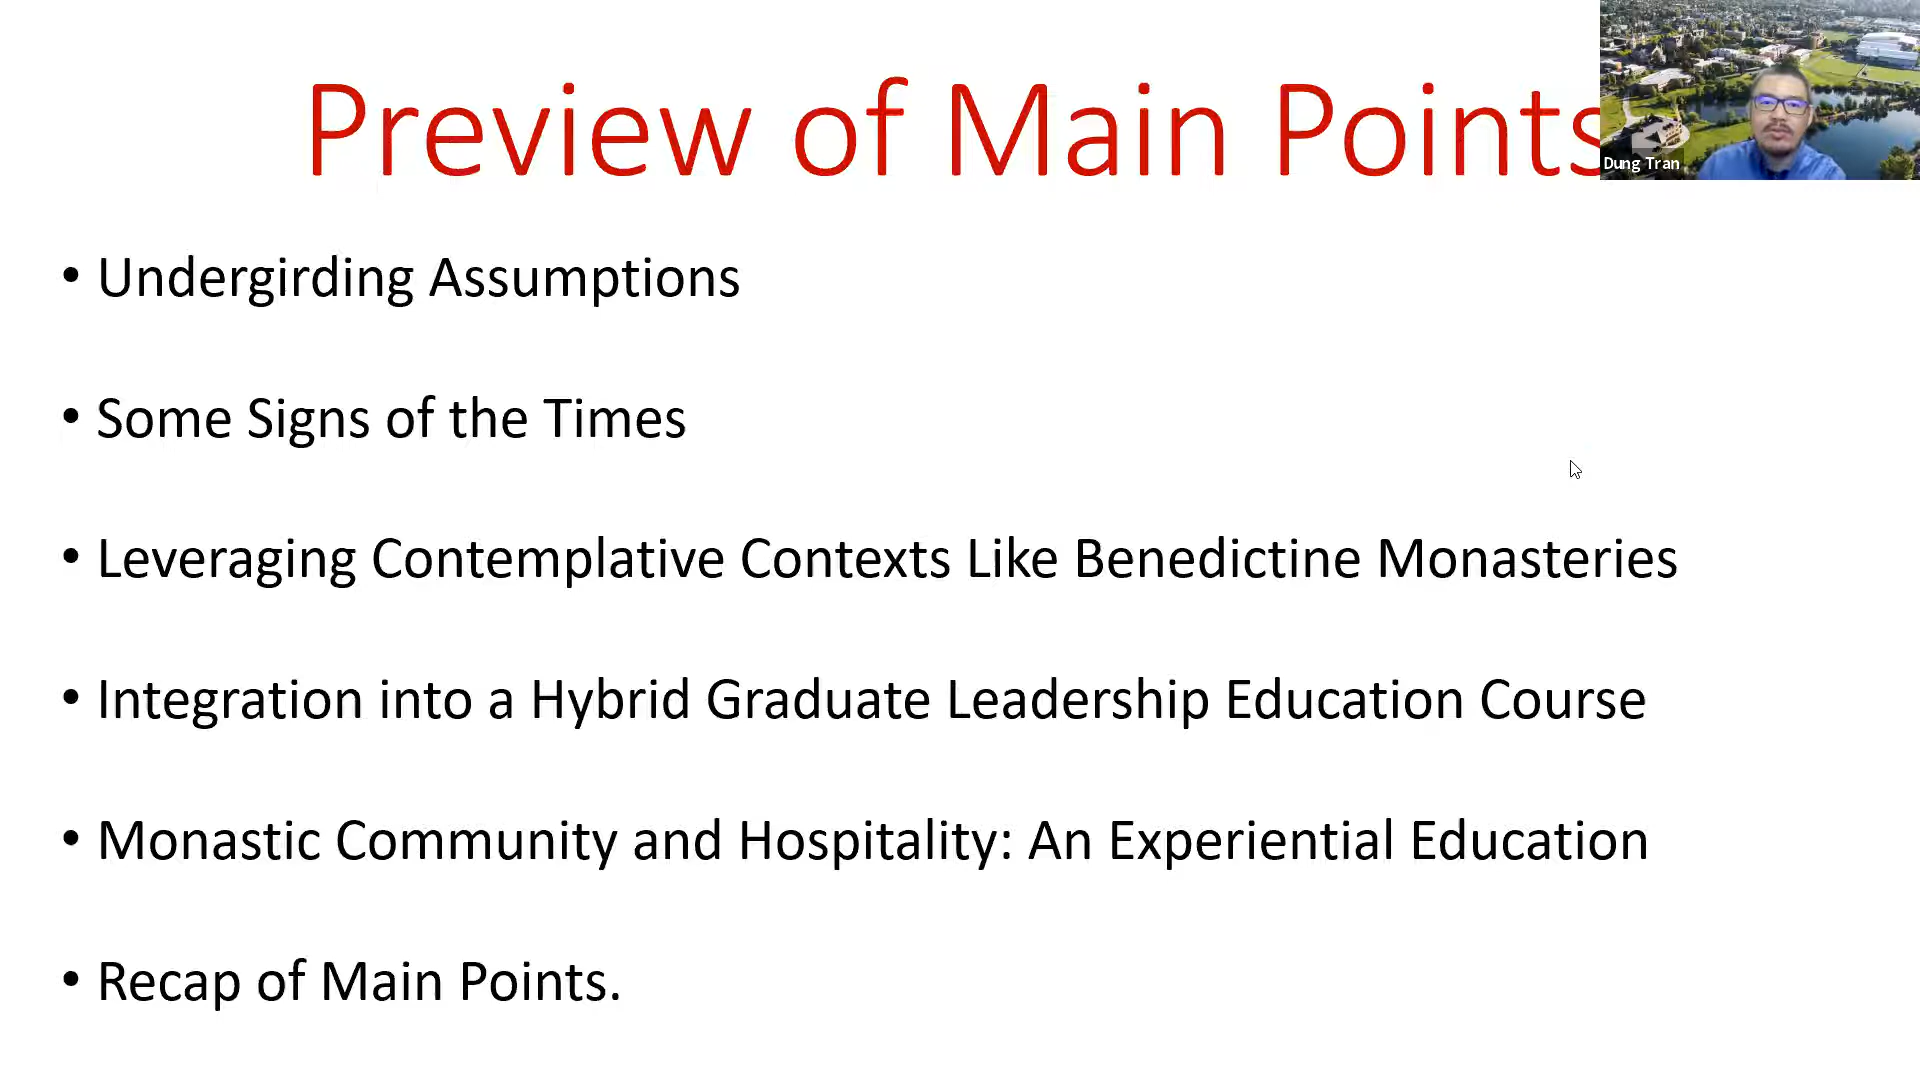 Preview of Main Points
Dung Tran
• Undergirding Assumptions
• Some Signs of the Times
• Leveraging Contemplative Contexts Like Benedictine Monasteries
• Integration into a Hybrid Graduate Leadership Education Course
• Monastic Community and Hospitality: An Experiential Education
• Recap of Main Points.